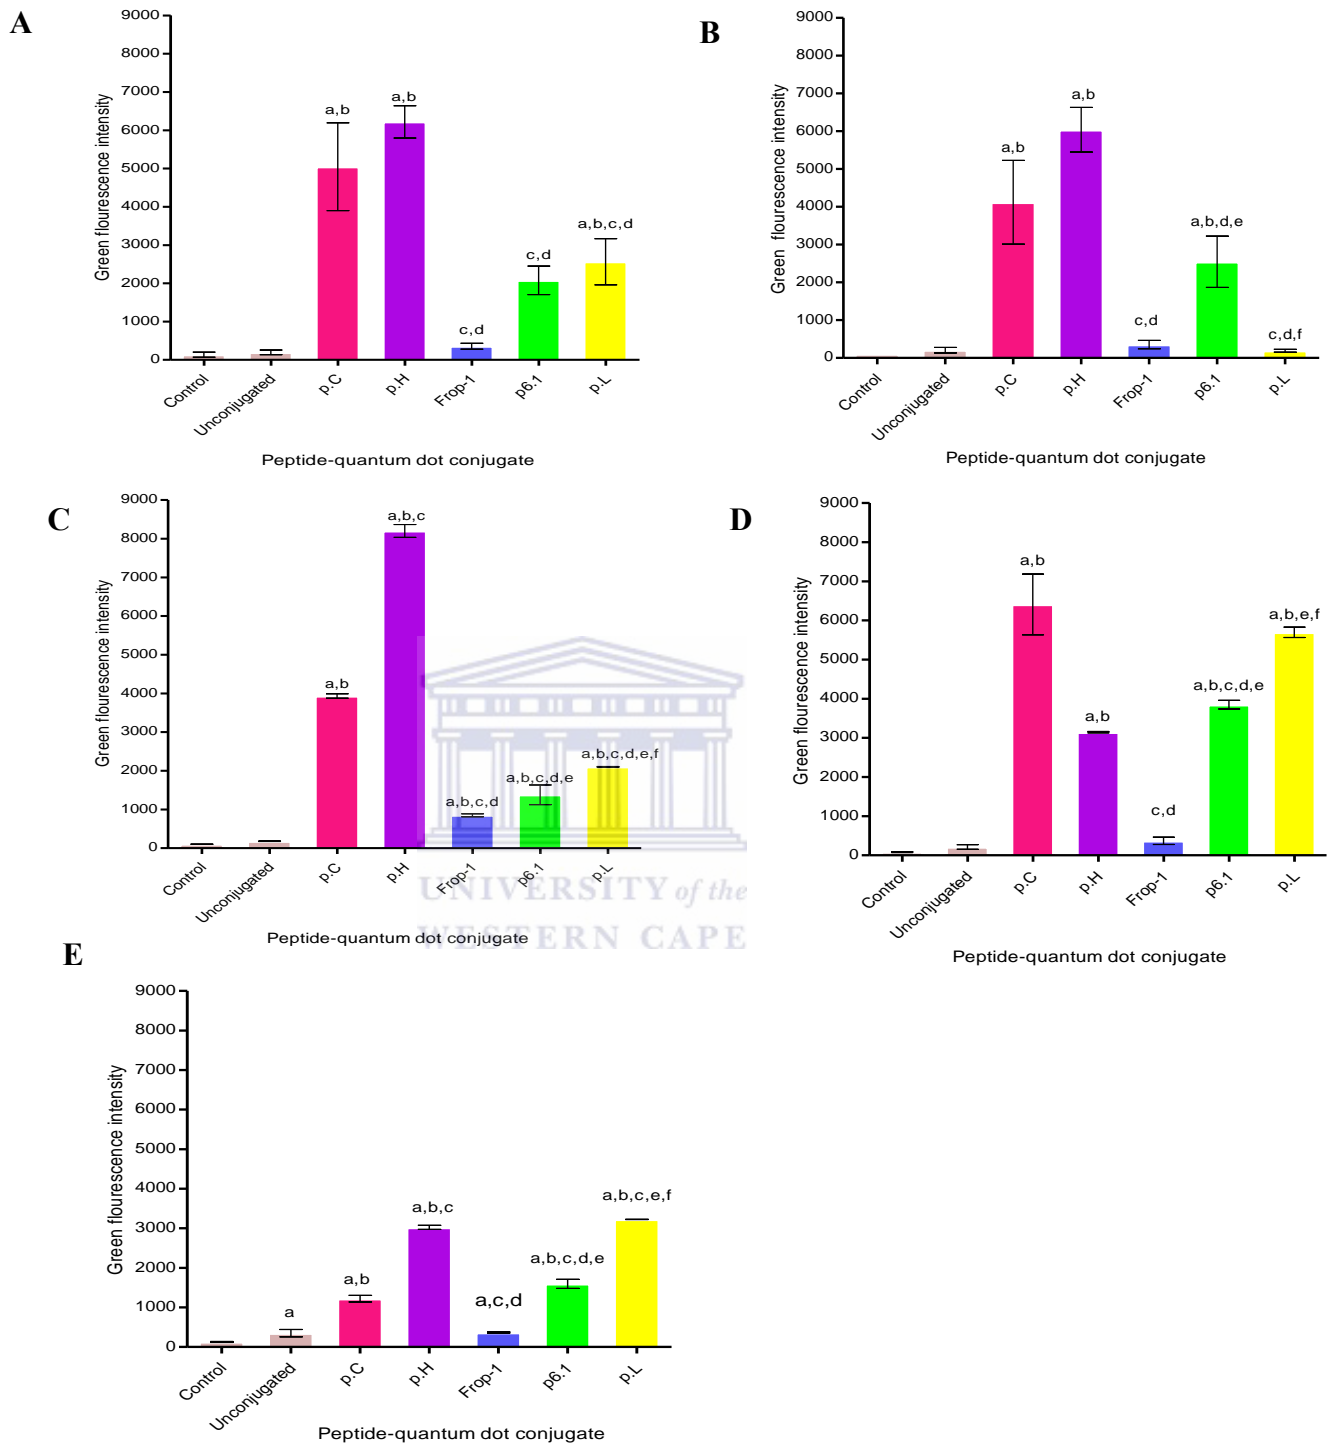 A
9000
8000
7000
6000
5000
4000
3000
2000
1000
0
Green flourescence intensity
a,b
a,b
c,d
c,d
a,b,c,d
Control
Unconjugated
p.C
p.H
Frop-1
p6.1
p.L
Peptide-quantum dot conjugate
B
9000
8000
7000
6000
5000
4000
3000
2000
1000
0
Green flourescence intensity
a,b
a,b
c,d
a,b,d,e
c,d,f
Control
Unconjugated
p.C
p.H
Frop-1
p6.1
p.L
Peptide-quantum dot conjugate
C
9000
8000
7000
6000
5000
4000
3000
2000
1000
0
Green flourescence intensity
a,b
a,b,c
a,b,c,d
a,b,c,d,e
a,b,c,d,e,f
Control
Unconjugated
p.C
p.H
Frop-1
p6.1
p.L
Peptide-quantum dot conjugate
UNIVERSITY of the
WESTERN CAPE
D
9000
8000
7000
6000
5000
4000
3000
2000
1000
0
Green flourescence intensity
a,b
a,b
c,d
a,b,c,d,e
a,b,e,f
Control
Unconjugated
p.C
p.H
Frop-1
p6.1
p.L
Peptide-quantum dot conjugate
E
9000
8000
7000
6000
5000
4000
3000
2000
1000
0
Green flourescence intensity
a
a,b
a,b,c
a,c,d
a,b,c,d,e
a,b,c,e,f
Control
Unconjugated
p.C
p.H
Frop-1
p6.1
p.L
Peptide-quantum dot conjugate